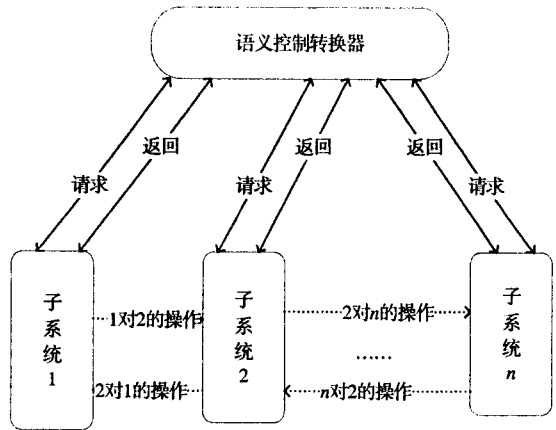 语义控制转换器
返回
返回
返回
请求
请求
请求
子系统1
子系统2
子系统n
1对2的操作
2对n的操作
……
2对1的操作
n对2的操作